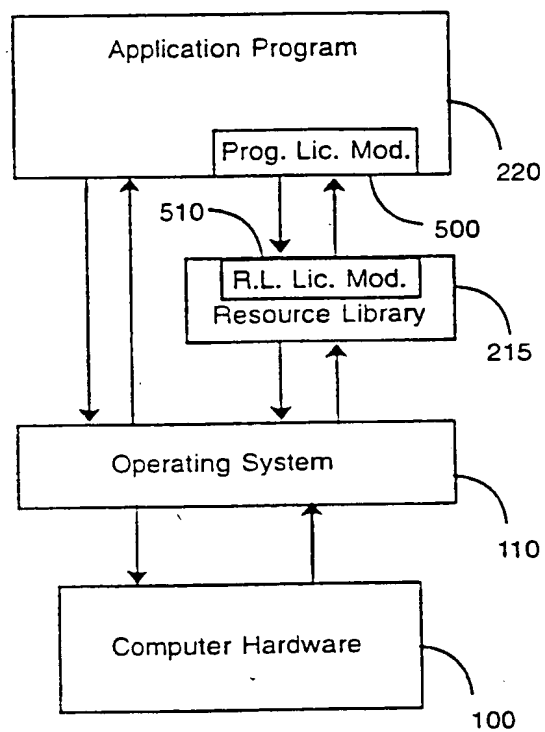 Application Program
Prog. Lic. Mod.
220
500
510
R.L. Lic. Mod.
Resource Library
215
Operating System
110
Computer Hardware
100